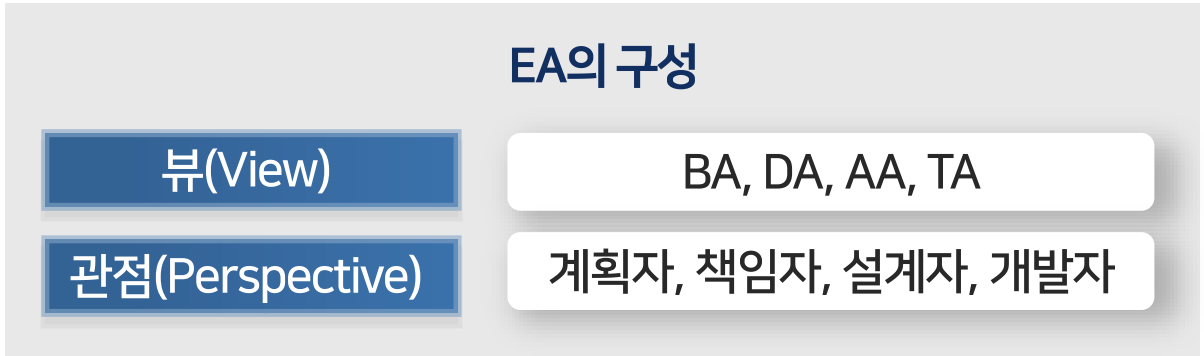 EA의 구성
뷰(View)
BA, DA, AA, TA
관점(Perspective)
계획자, 책임자, 설계자, 개발자